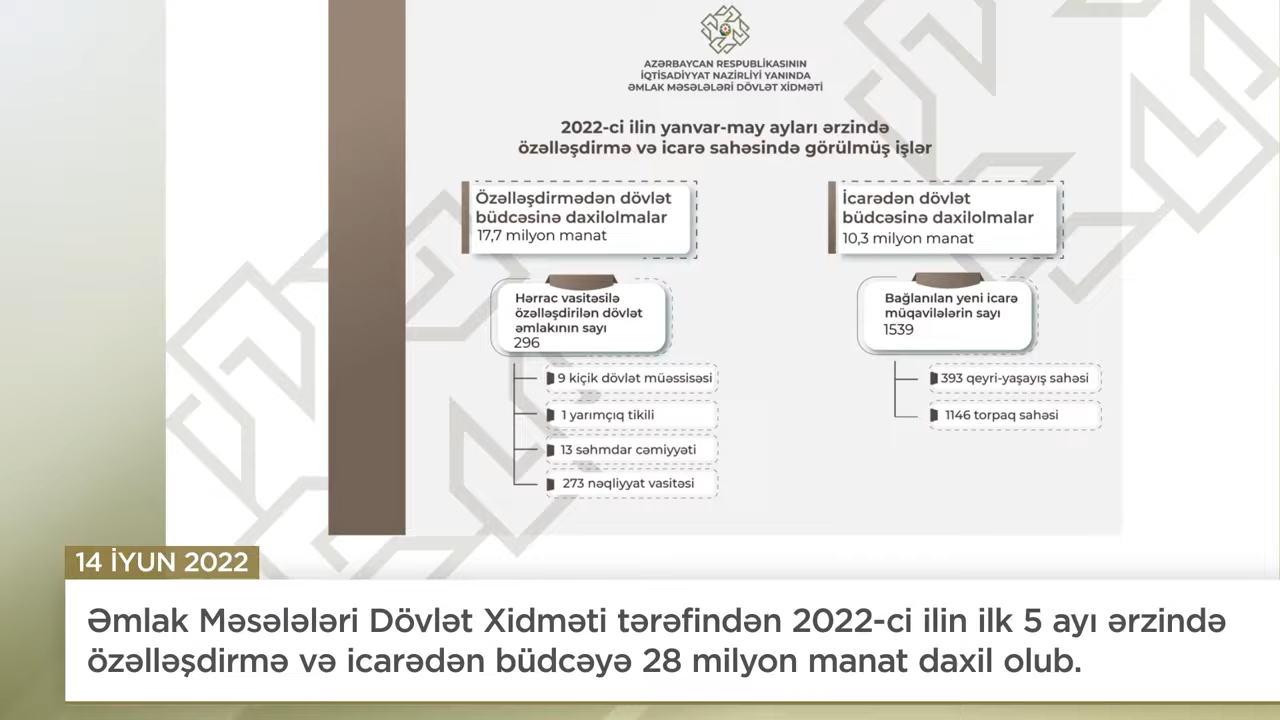 AZƏRBAYCAN RESPUBLİKASININ
İQTİSADİYYAT NAZİRLİYİ YANINDA
ƏMLAK MƏSƏLƏLƏRİ DÖVLƏT XİDMƏTİ
2022-ci ilin yanvar-may ayları ərzində
özəlləşdirmə və icarə sahəsində görülmüş işlər
Özəlləşdirmədən dövlət
büdcəsinə daxilolmalar
17,7 milyon manat
Hərrac vasitəsilə
özəlləşdirilən dövlət
əmlakının sayı
296
9 kiçik dövlət müəssisəsi
1 yarımçıq tikili
13 səhmdar cəmiyyəti
273 nəqliyyat vasitəsi
İcarədən dövlət
büdcəsinə daxilolmalar
10,3 milyon manat
Bağlanılan yeni icarə
müqavilələrin sayı
1539
393 qeyri-yaşayış sahəsi
1146 torpaq sahəsi
14 İYUN 2022
Əmlak Məsələləri Dövlət Xidməti tərəfindən 2022-ci ilin ilk 5 ayı ərzində
özəlləşdirmə və icarədən büdcəyə 28 milyon manat daxil olub.